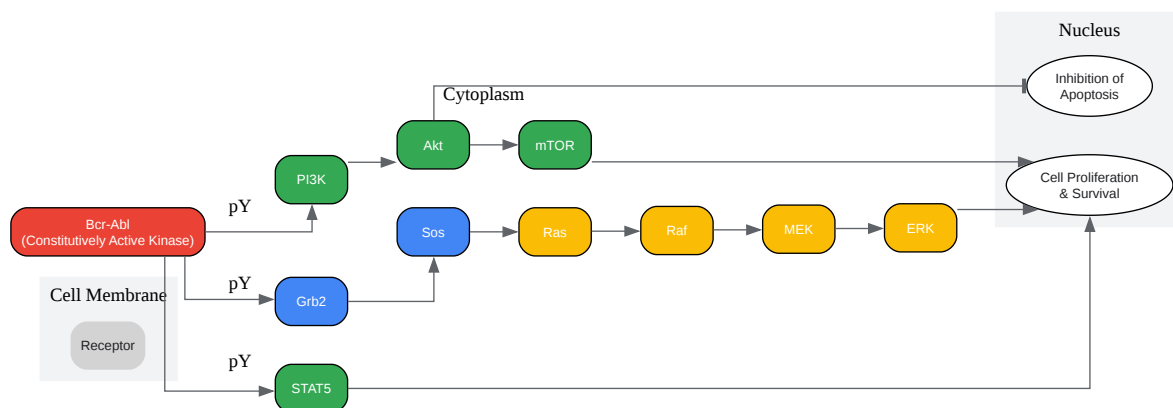 Nucleus
Inhibition of
Apoptosis
Cytoplasm
Akt
mTOR
PI3K
Cell Proliferation
& Survival
pY
Bcr-Abl
(Constitutively Active Kinase)
Sos
Ras
Raf
MEK
ERK
pY
Cell Membrane
Grb2
Receptor
pY
STAT5